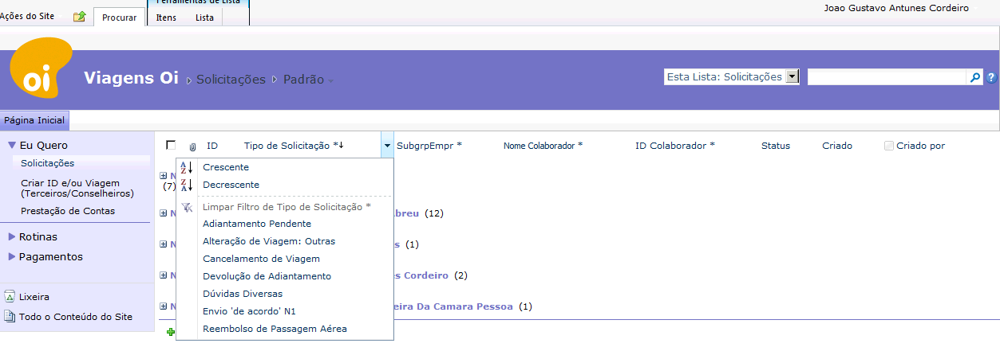 Ferramentas de Lista
Joao Gustavo Antunes Cordeiro
Ações do Site
Procurar
Itens
Lista
oi
Viagens Oi
Solicitações
Padrão
Esta Lista: Solicitações
?
Página Inicial
Eu Quero
Solicitações
Criar ID e/ou Viagem
(Terceiros/Conselheiros)
Prestação de Contas
Rotinas
Pagamentos
Lixeira
Todo o Conteúdo do Site
ID
Tipo de Solicitação *
SubgrpEmpr *
Nome Colaborador *
ID Colaborador *
Status
Criado
Criado por
A
Z
Crescente
Z
A
Decrescente
Limpar Filtro de Tipo de Solicitação *
Adiantamento Pendente
Alteração de Viagem: Outras
Cancelamento de Viagem
Devolução de Adiantamento
Dúvidas Diversas
Envio 'de acordo' N1
Reembolso de Passagem Aérea
N
(7)
N
breu (12)
N
s (1)
N
es Cordeiro (2)
N
eira Da Camara Pessoa (1)